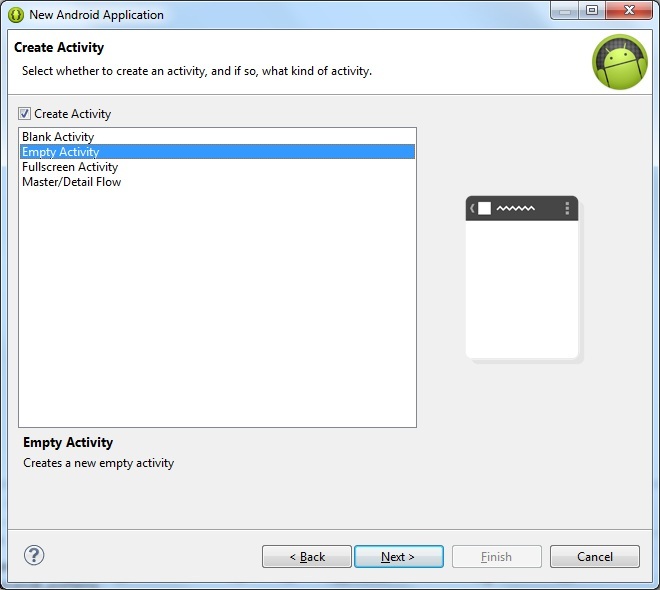 New Android Application
Create Activity
Select whether to create an activity, and if so, what kind of activity.
Create Activity
Blank Activity
Empty Activity
Fullscreen Activity
Master/Detail Flow
Empty Activity
Creates a new empty activity
?
< Back
Next >
Finish
Cancel